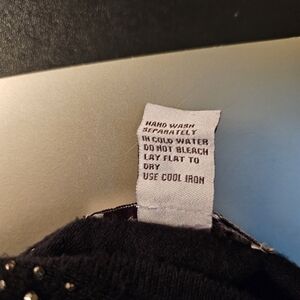 HAND WASH
SEPARATELY
IN COLD WATER
DO NOT BLEACH
LAY FLAT TO
DRY
USE COOL IRON